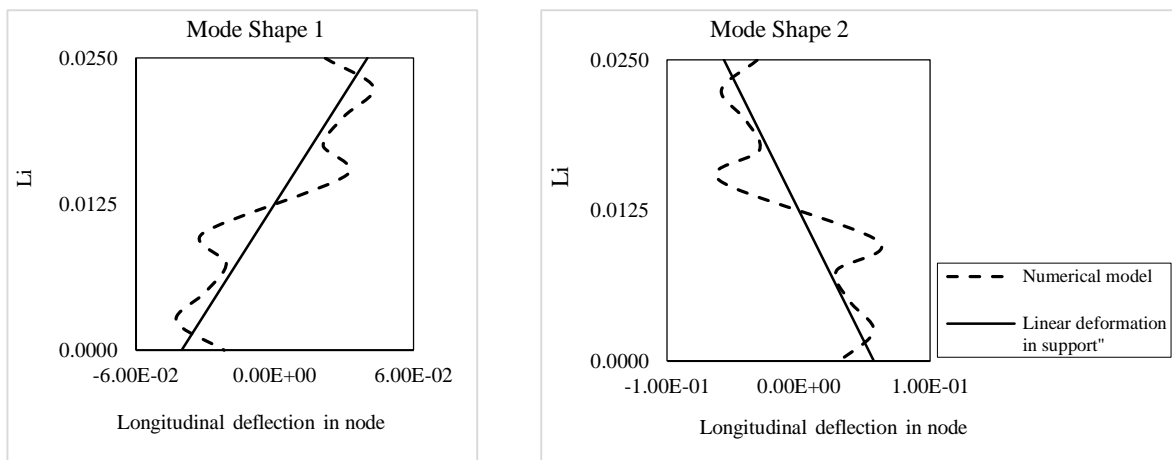 Mode Shape 1
0.0250
0.0125
0.0000
Li
-6.00E-02
0.00E+00
6.00E-02
Longitudinal deflection in node
Mode Shape 2
0.0250
0.0125
0.0000
Li
-1.00E-01
0.00E+00
1.00E-01
Longitudinal deflection in node
Numerical model
Linear deformation
in support"